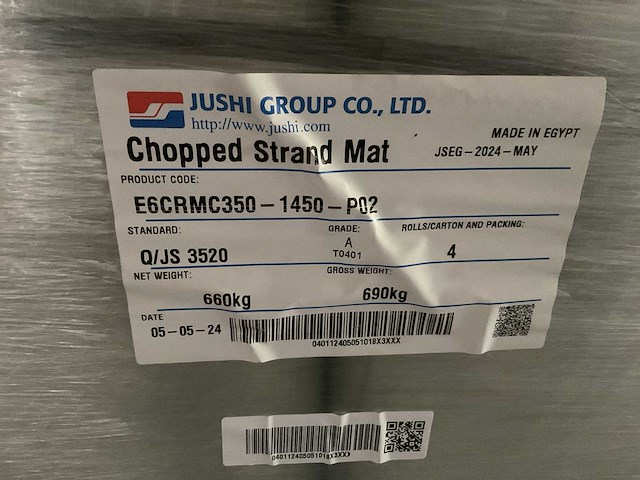 JUSHI GROUP CO., LTD.
http://www.jushi.com
MADE IN EGYPT
Chopped Strand Mat
JSEG-2024-MAY
PRODUCT CODE:
E6CRMC350-1450-P02
STANDARD:
GRADE:
ROLLS/CARTON AND PACKING:
Q/JS 3520
A
T0401
4
NET WEIGHT:
GROSS WEIGHT:
660kg
690kg
DATE
05-05-24
040112405051018X3XXX
040112405051018X3XXX